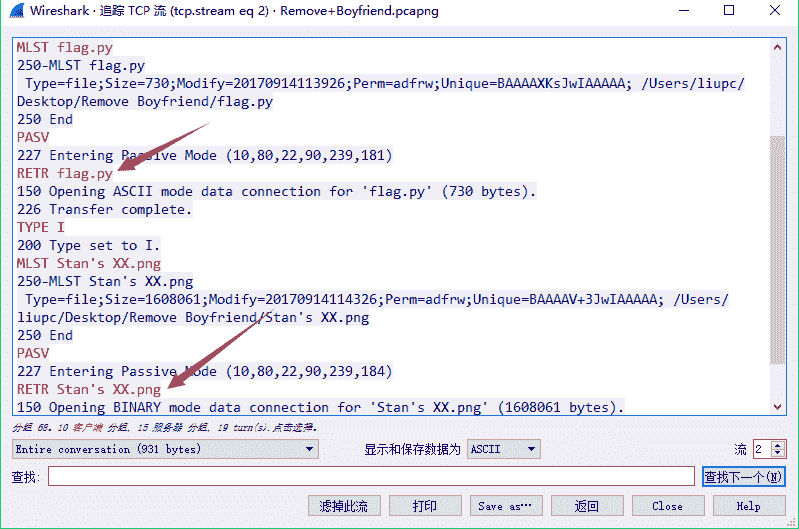 Wireshark · 追踪 TCP 流 (tcp.stream eq 2) · Remove+Boyfriend.pcapng
MLST flag.py
250-MLST flag.py
Type=file;Size=730;Modify=20170914113926;Perm=adfrw;Unique=BAAAAXKsJwIAAAAA; /Users/liupc/
Desktop/Remove Boyfriend/flag.py
250 End
PASV
227 Entering Passive Mode (10,80,22,90,239,181)
RETR flag.py
150 Opening ASCII mode data connection for 'flag.py' (730 bytes).
226 Transfer complete.
TYPE I
200 Type set to I.
MLST Stan's XX.png
250-MLST Stan's XX.png
Type=file;Size=1608061;Modify=20170914114326;Perm=adfrw;Unique=BAAAAV+3JwIAAAAA; /Users/
liupc/Desktop/Remove Boyfriend/Stan's XX.png
250 End
PASV
227 Entering Passive Mode (10,80,22,90,239,184)
RETR Stan's XX.png
150 Opening BINARY mode data connection for 'Stan's XX.png' (1608061 bytes).
分组 68. 10 客户端 分组, 15 服务器 分组, 19 turn(s).点击选择.
Entire conversation (931 bytes) 显示和保存数据为 ASCII 流 2
查找: 查找下一个(N)
滤掉此流 打印 Save as… 返回 Close Help